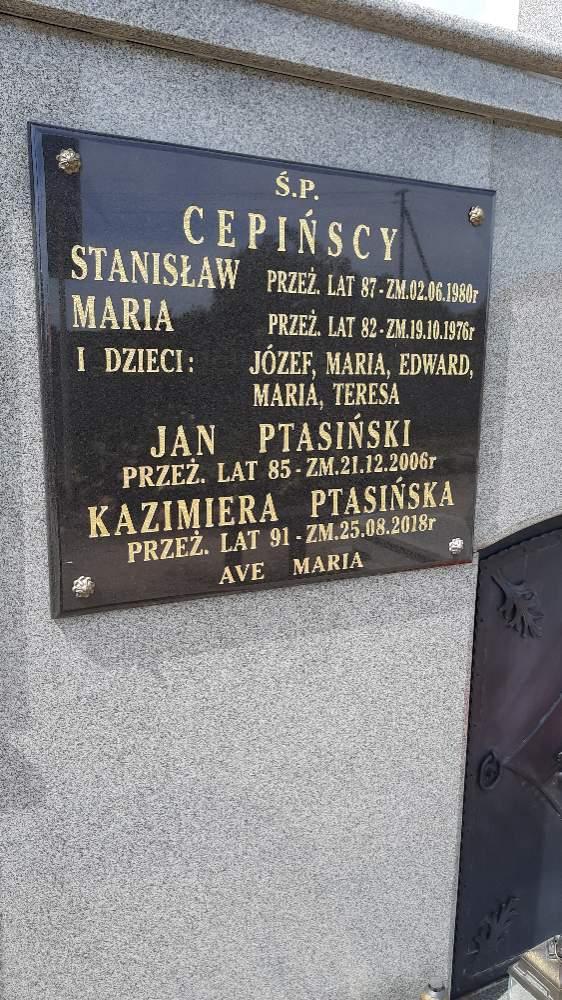 Ś.P.
CEPIŃSCY
STANISŁAW PRZEŻ. LAT 87-ZM.02.06.1980r
MARIA PRZEŻ. LAT 82-ZM.19.10.1976r
I DZIECI: JÓZEF, MARIA, EDWARD,
MARIA, TERESA
JAN PTASIŃSKI
PRZEŻ. LAT 85-ZM.21.12.2006r
KAZIMIERA PTASIŃSKA
PRZEŻ. LAT 91-ZM.25.08.2018r
AVE MARIA